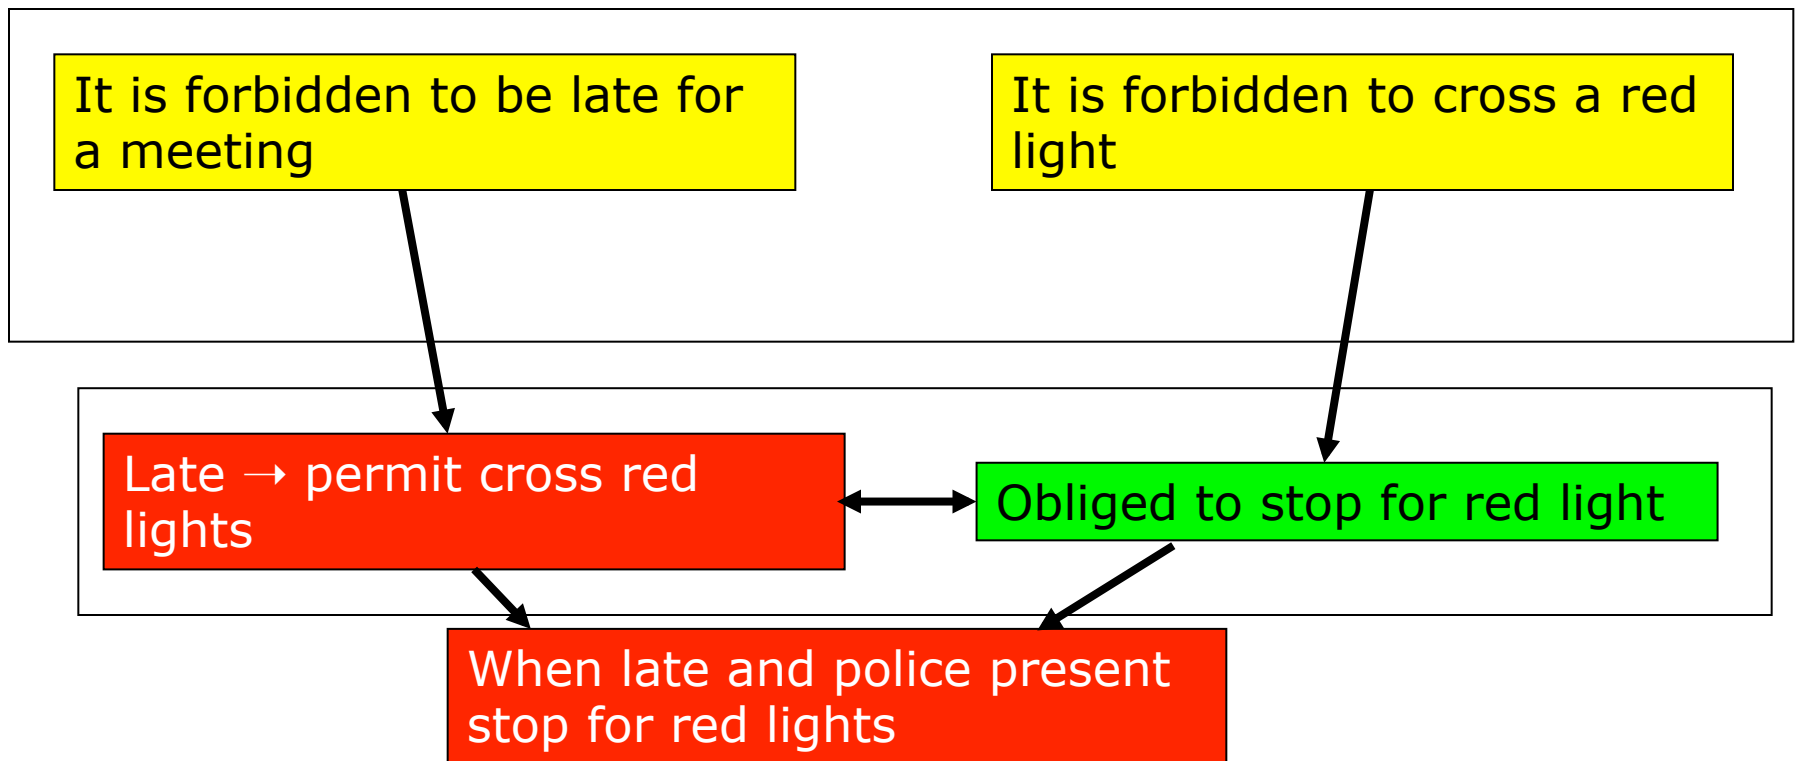 It is forbidden to be late for
a meeting
It is forbidden to cross a red
light
Late → permit cross red
lights
Obliged to stop for red light
When late and police present
stop for red lights